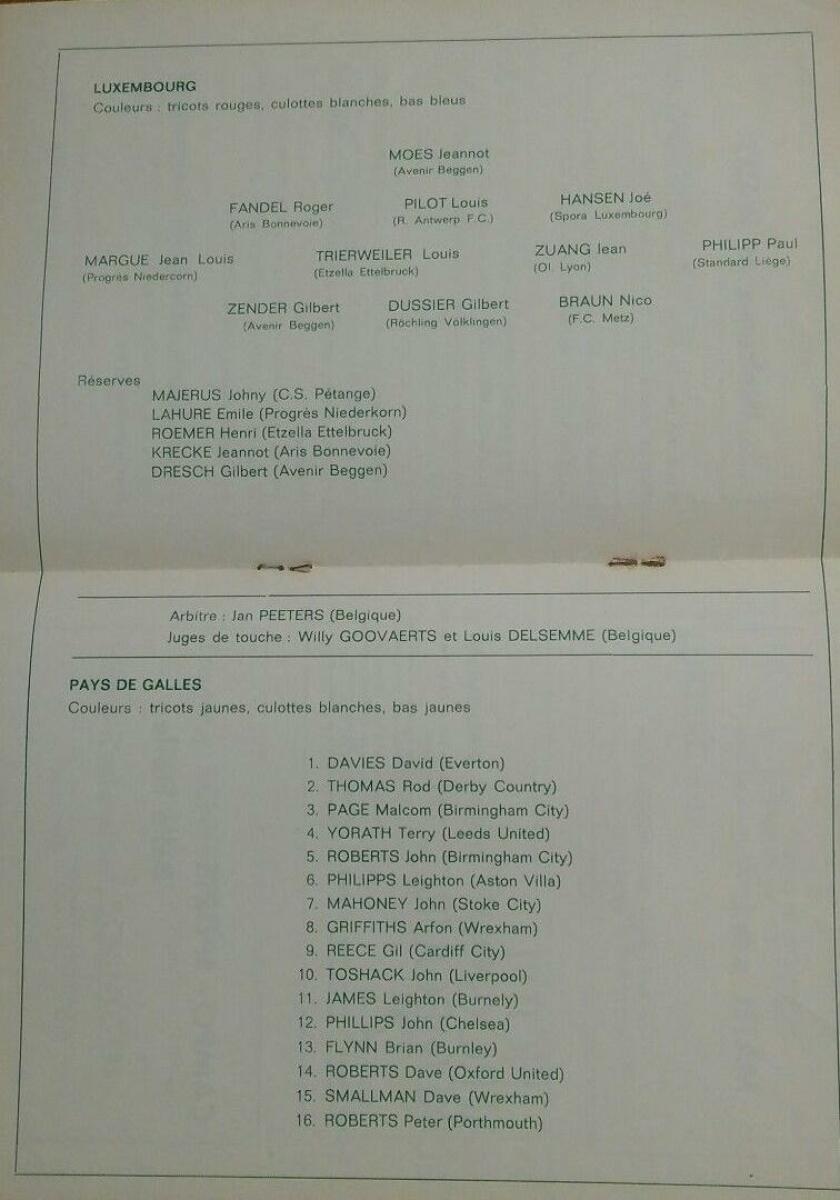 LUXEMBOURG
Couleurs : tricots rouges, culottes blanches, bas bleus
MOES Jeannot
(Avenir Beggen)
FANDEL Roger PILOT Louis HANSEN Joé
(Aris Bonnevoie) (R. Antwerp F.C.) (Spora Luxembourg)
MARGUE Jean Louis TRIERWEILER Louis ZUANG Jean PHILIPP Paul
(Progrès Niedercorn) (Etzella Ettelbruck) (Ol. Lyon) (Standard Liège)
ZENDER Gilbert DUSSIER Gilbert BRAUN Nico
(Avenir Beggen) (Röchling Völklingen) (F.C. Metz)
Réserves
MAJERUS Johny (C.S. Pétange)
LAHURE Emile (Progrès Niederkorn)
ROEMER Henri (Etzella Ettelbruck)
KRECKE Jeannot (Aris Bonnevoie)
DRESCH Gilbert (Avenir Beggen)
Arbitre : Jan PEETERS (Belgique)
Juges de touche : Willy GOOVAERTS et Louis DELSEMME (Belgique)
PAYS DE GALLES
Couleurs : tricots jaunes, culottes blanches, bas jaunes
1. DAVIES David (Everton)
2. THOMAS Rod (Derby Country)
3. PAGE Malcom (Birmingham City)
4. YORATH Terry (Leeds United)
5. ROBERTS John (Birmingham City)
6. PHILIPPS Leighton (Aston Villa)
7. MAHONEY John (Stoke City)
8. GRIFFITHS Arfon (Wrexham)
9. REECE Gil (Cardiff City)
10. TOSHACK John (Liverpool)
11. JAMES Leighton (Burnely)
12. PHILLIPS John (Chelsea)
13. FLYNN Brian (Burnley)
14. ROBERTS Dave (Oxford United)
15. SMALLMAN Dave (Wrexham)
16. ROBERTS Peter (Porthmouth)